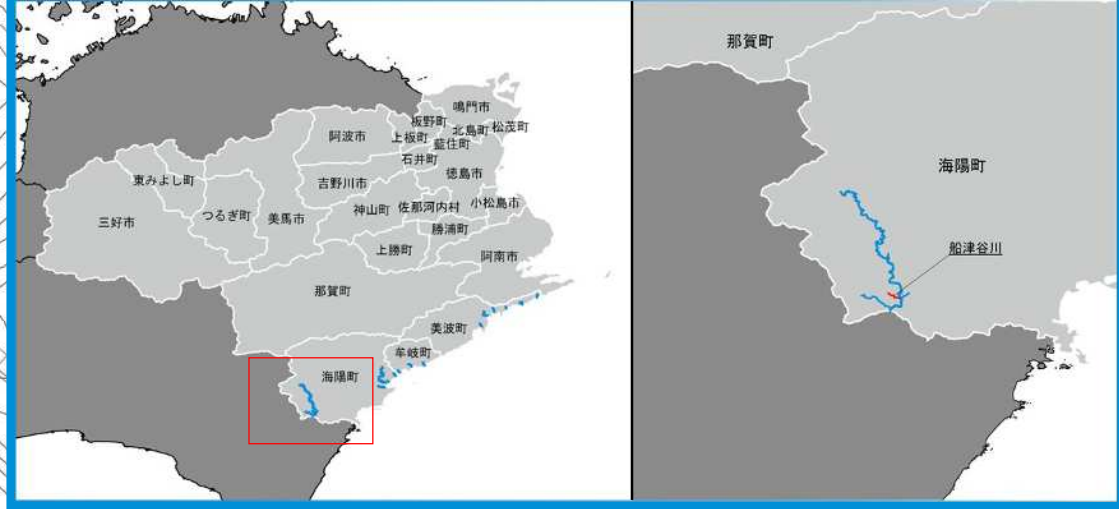 鳴門市
板野町
北島町
松茂町
上板町
藍住町
阿波市
石井町
東みよし町
吉野川市
徳島市
三好市
つるぎ町
美馬市
神山町
佐那河内村
小松島市
勝浦町
上勝町
阿南市
那賀町
美波町
牟岐町
海陽町
那賀町
海陽町
船津谷川